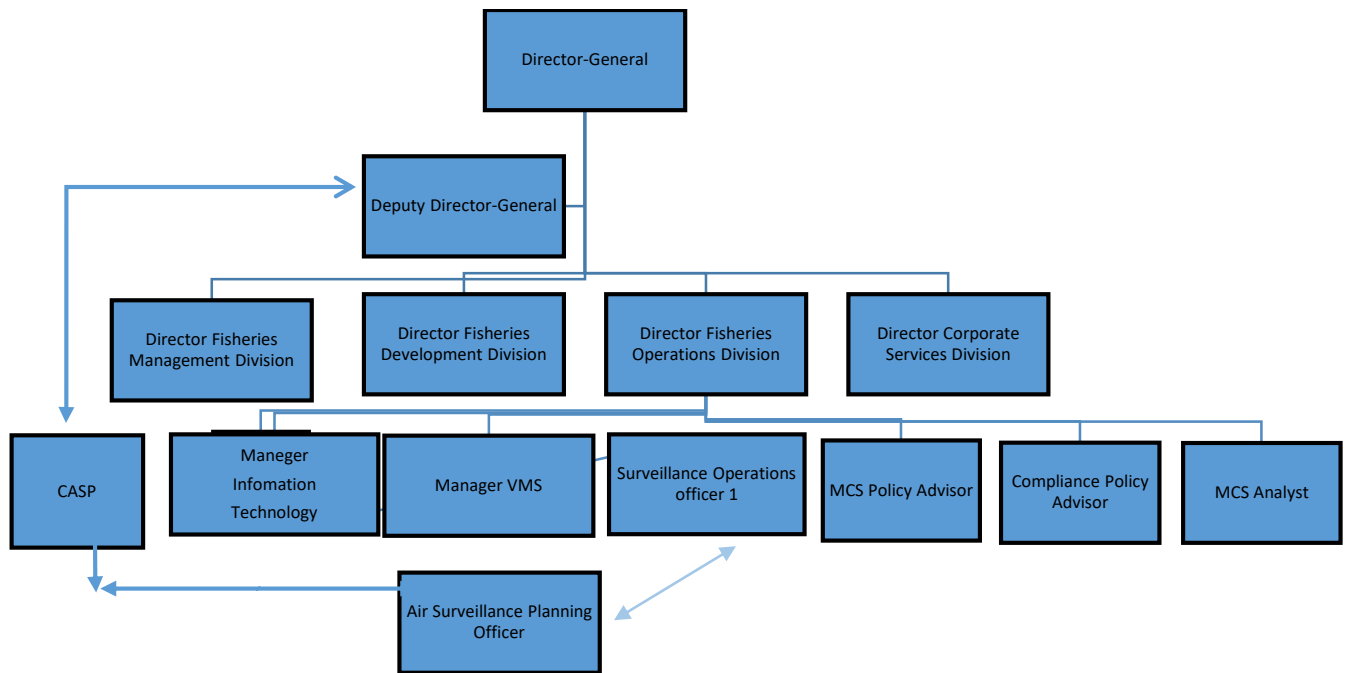 Director-General
Deputy Director-General
Director Fisheries
Management Division
Director Fisheries
Development Division
Director Fisheries
Operations Division
Director Corporate
Services Division
CASP
Maneger
Infomation
Technology
Manager VMS
Surveillance Operations
officer 1
MCS Policy Advisor
Compliance Policy
Advisor
MCS Analyst
Air Surveillance Planning
Officer